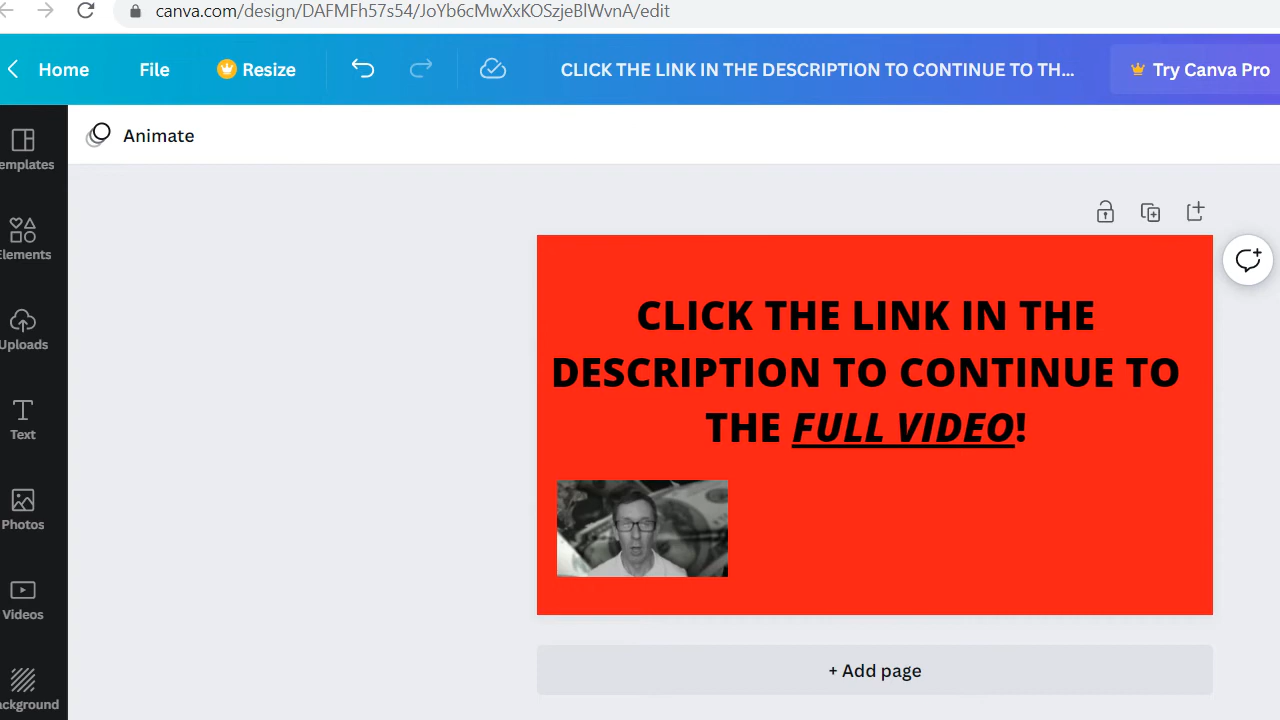 canva.com/design/DAFMFh57s54/JoYb6cMwXxKOSzjeBlWvnA/edit
Home File Resize CLICK THE LINK IN THE DESCRIPTION TO CONTINUE TO TH... Try Canva Pro
Animate
emplates
Elements
Uploads
Text
Photos
Videos
ackground
CLICK THE LINK IN THE
DESCRIPTION TO CONTINUE TO
THE FULL VIDEO!
+ Add page